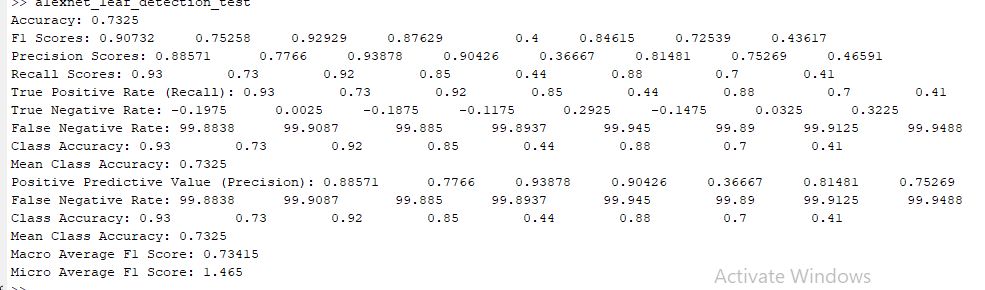 >> alexnet_leaf_detection_test
Accuracy: 0.7325
F1 Scores: 0.90732 0.75258 0.92929 0.87629 0.4 0.84615 0.72539 0.43617
Precision Scores: 0.88571 0.7766 0.93878 0.90426 0.36667 0.81481 0.75269 0.46591
Recall Scores: 0.93 0.73 0.92 0.85 0.44 0.88 0.7 0.41
True Positive Rate (Recall): 0.93 0.73 0.92 0.85 0.44 0.88 0.7 0.41
True Negative Rate: -0.1975 0.0025 -0.1875 -0.1175 0.2925 -0.1475 0.0325 0.3225
False Negative Rate: 99.8838 99.9087 99.885 99.8937 99.945 99.89 99.9125 99.9488
Class Accuracy: 0.93 0.73 0.92 0.85 0.44 0.88 0.7 0.41
Mean Class Accuracy: 0.7325
Positive Predictive Value (Precision): 0.88571 0.7766 0.93878 0.90426 0.36667 0.81481 0.75269
False Negative Rate: 99.8838 99.9087 99.885 99.8937 99.945 99.89 99.9125 99.9488
Class Accuracy: 0.93 0.73 0.92 0.85 0.44 0.88 0.7 0.41
Mean Class Accuracy: 0.7325
Macro Average F1 Score: 0.73415
Micro Average F1 Score: 1.465
Activate Windows
>>